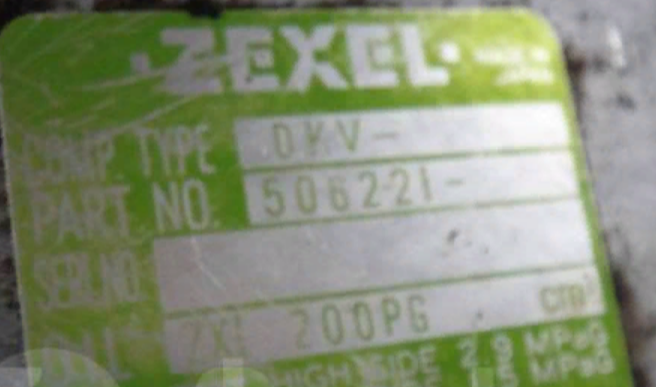 ZEXEL
MADE IN JAPAN
COMP. TYPE DKV-
PART NO. 506221-
SERI.NO.
OIL ZXL 200PG cm³
HIGH SIDE 2.9 MPaG
1.5 MPaG